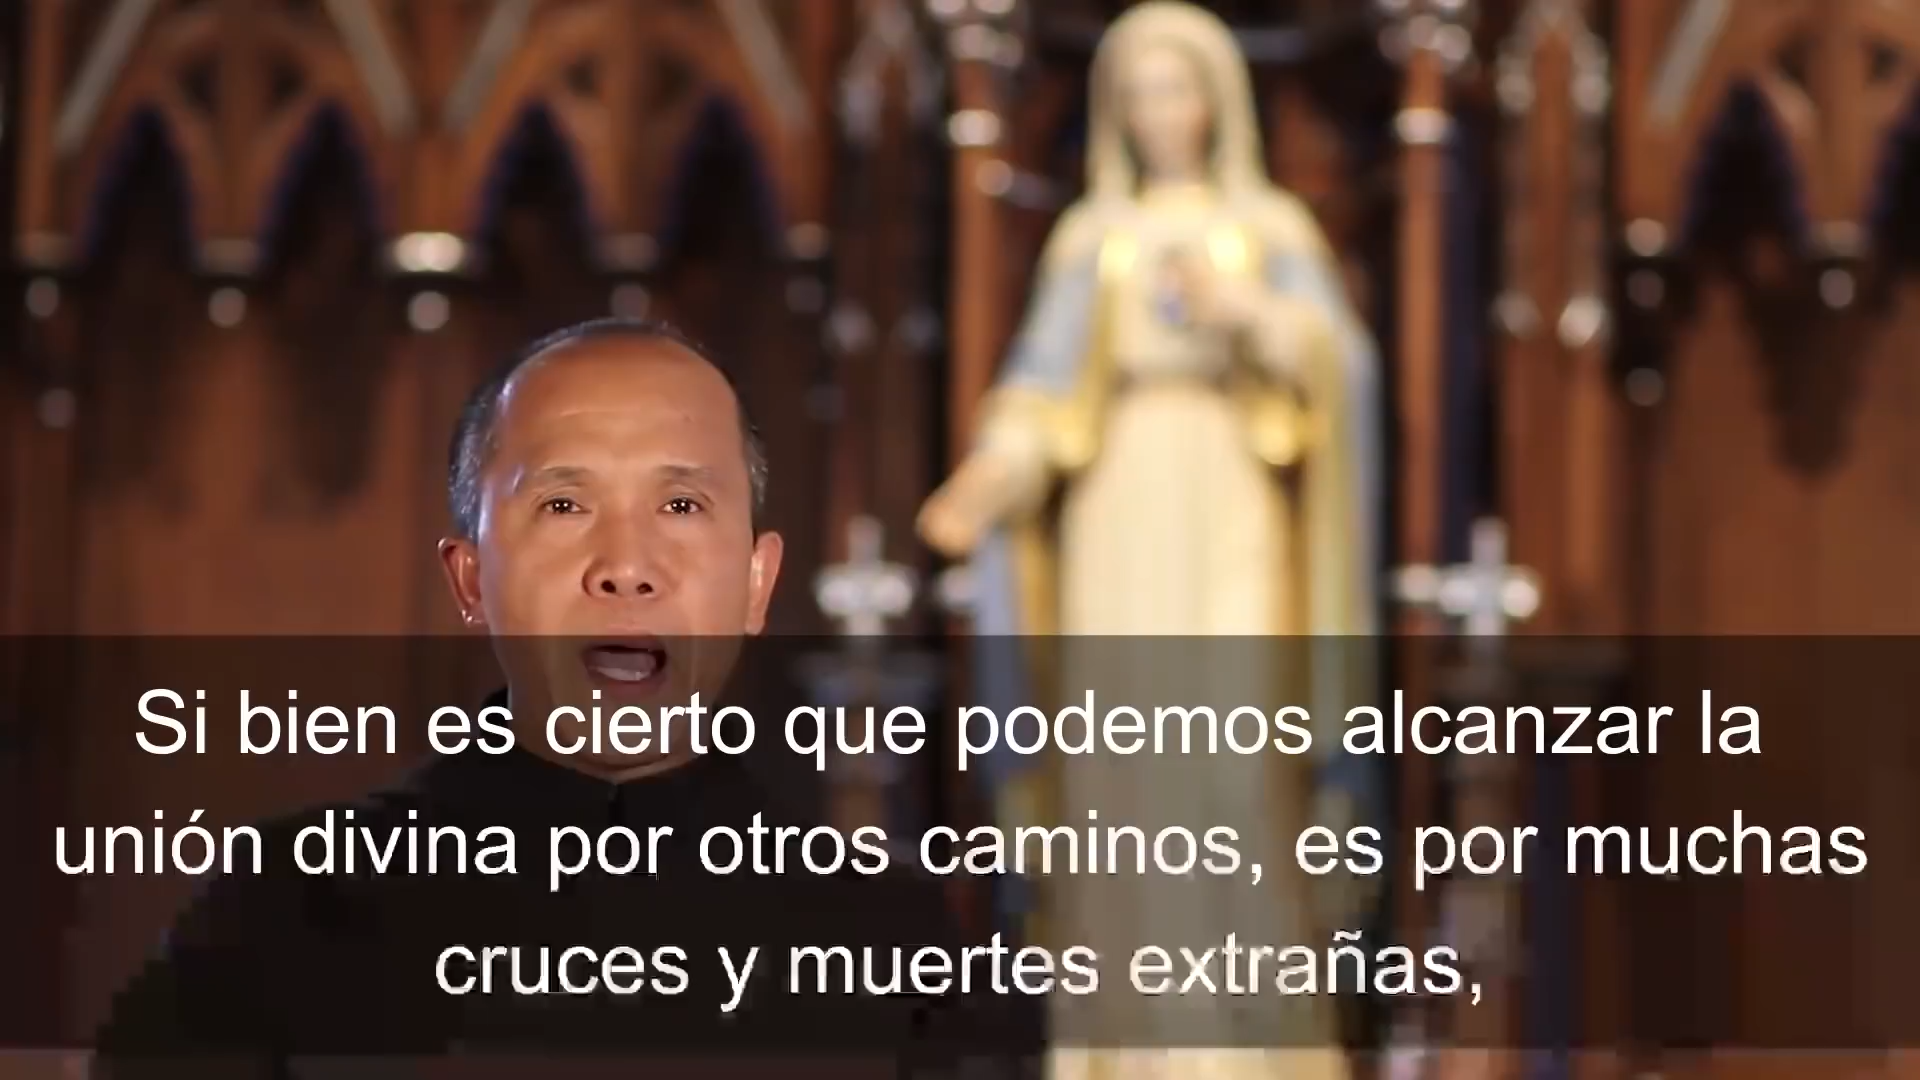 Si bien es cierto que podemos alcanzar la
unión divina por otros caminos, es por muchas
cruces y muertes extrañas,